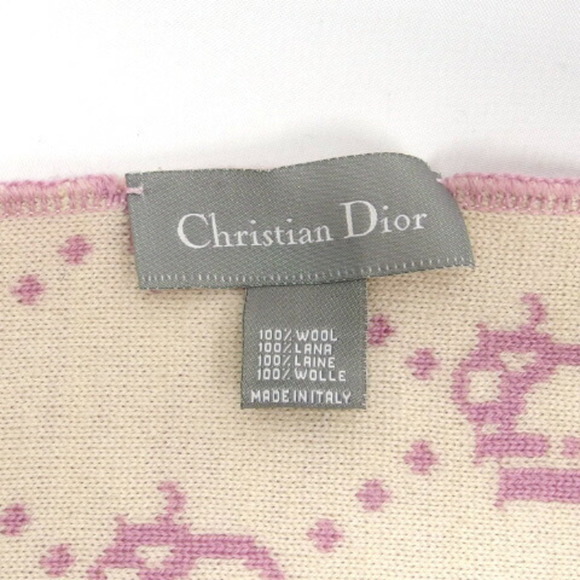 Christian Dior
100% WOOL
100% LANA
100% LAINE
100% WOLLE
MADE IN ITALY